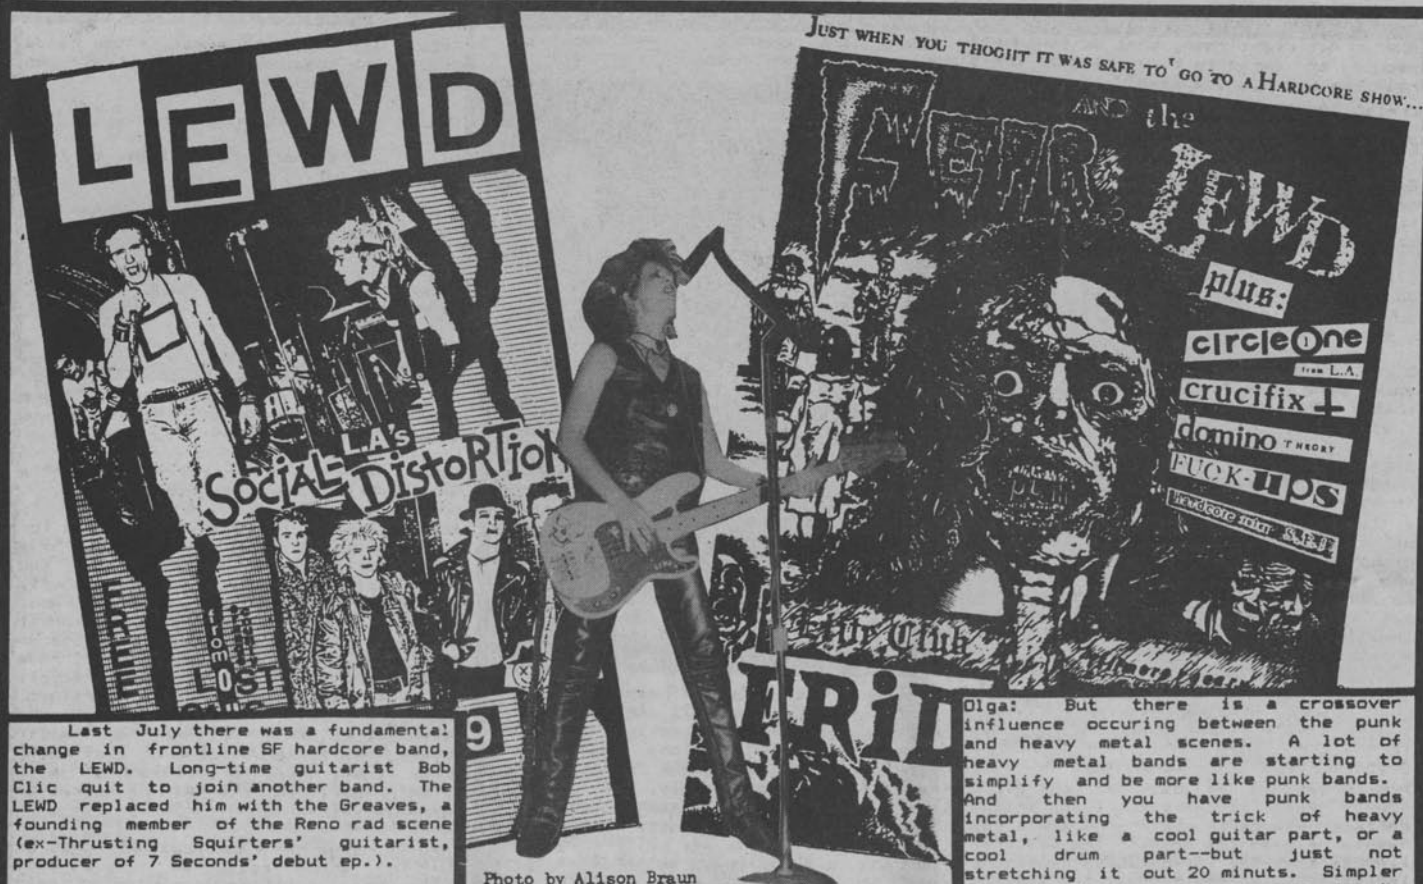 LEWD
LA's
SOCIAL DISTORTION
from
LOST
9
JUST WHEN YOU THOGHT IT WAS SAFE TO GO TO A HARDCORE SHOW...
AND the
FEAR
LEWD
plus:
circle One
from L.A.
crucifix
domino THEORY
FUCK-UPS
hardcore
Club
FRID
Last July there was a fundamental
change in frontline SF hardcore band,
the LEWD. Long-time guitarist Bob
Clic quit to join another band. The
LEWD replaced him with the Greaves, a
founding member of the Reno rad scene
(ex-Thrusting Squirters' guitarist,
producer of 7 Seconds' debut ep.).
Photo by Alison Braun
Olga: But there is a crossover
influence occuring between the punk
and heavy metal scenes. A lot of
heavy metal bands are starting to
simplify and be more like punk bands.
And then you have punk bands
incorporating the trick of heavy
metal, like a cool guitar part, or a
cool drum part--but just not
stretching it out 20 minuts. Simpler